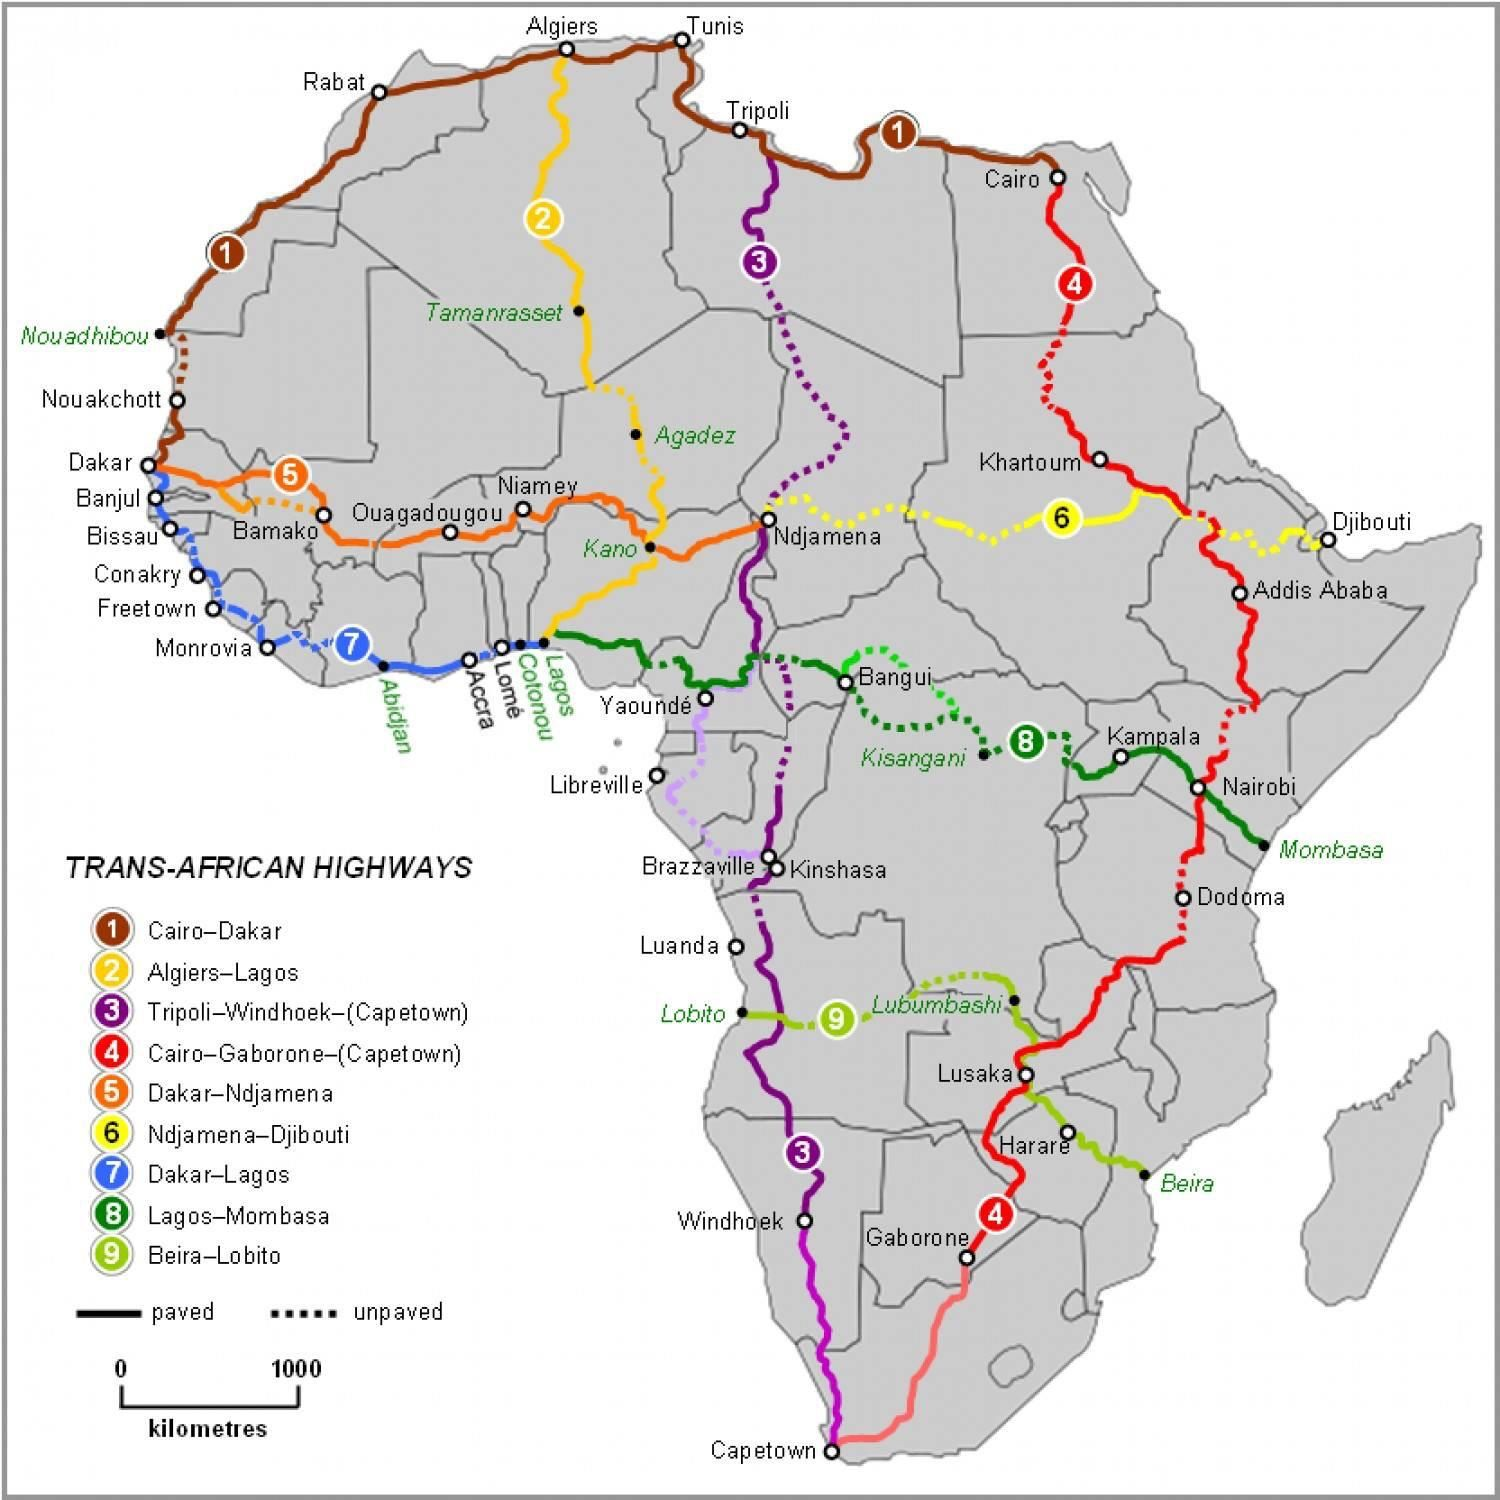 Algiers
Tunis
Rabat
Tripoli
1
Cairo
2
1
3
4
Tamanrasset
Nouadhibou
Nouakchott
Agadez
Dakar
5
Khartoum
Niamey
Banjul
Ouagadougou
6
Djibouti
Bissau
Bamako
Ndjamena
Kano
Conakry
Addis Ababa
Freetown
Monrovia
7
Abidjan
Accra
Lomé
Cotonou
Lagos
Bangui
Yaoundé
Kampala
8
Kisangani
Libreville
Nairobi
Mombasa
Brazzaville
Kinshasa
Dodoma
Luanda
Lubumbashi
Lobito
9
Lusaka
Harare
3
Beira
Windhoek
4
Gaborone
Capetown
TRANS-AFRICAN HIGHWAYS
1 Cairo–Dakar
2 Algiers–Lagos
3 Tripoli–Windhoek–(Capetown)
4 Cairo–Gaborone–(Capetown)
5 Dakar–Ndjamena
6 Ndjamena–Djibouti
7 Dakar–Lagos
8 Lagos–Mombasa
9 Beira–Lobito
paved unpaved
0 1000
kilometres